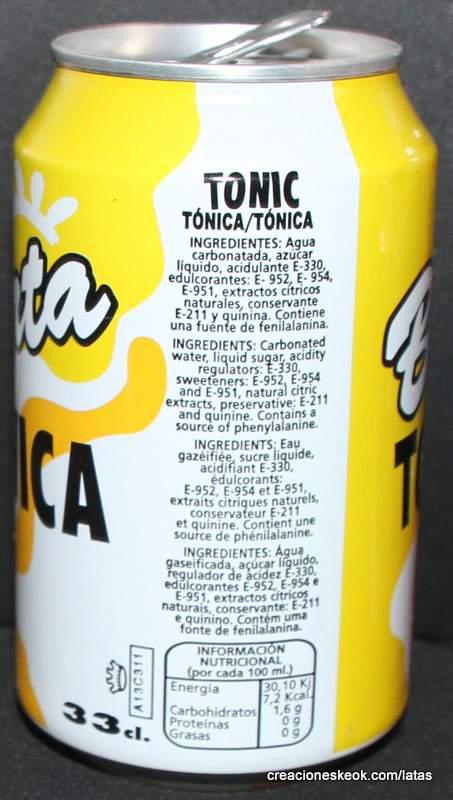 TONIC
TÓNICA/TÓNICA
INGREDIENTES: Agua
carbonatada, azúcar
líquido, acidulante E-330,
edulcorantes: E- 952, E- 954,
E-951, extractos cítricos
naturales, conservante
E-211 y quinina. Contiene
una fuente de fenilalanina.
INGREDIENTS: Carbonated
water, liquid sugar, acidity
regulators: E-330,
sweeteners: E-952, E-954
and E-951, natural citric
extracts, preservative: E-211
and quinine. Contains a
source of phenylalanine.
INGREDIENTS: Eau
gazéifiée, sucre liquide,
acidifiant E-330,
édulcorants:
E-952, E-954 et E-951,
extraits citriques naturels,
conservateur E-211
et quinine. Contient une
source de phénilalanine.
INGREDIENTES: Água
gaseificada, açúcar líquido,
regulador de ácidez E-330,
edulcorantes E-952, E-954 e
E-951, extractos cítricos
naturais, conservante: E-211
e quinino. Contém uma
fonte de fenilalanina.
INFORMACIÓN
NUTRICIONAL
(por cada 100 ml.)
Energía 30,10 Kj
7,2 Kcal.
Carbohidratos 1,6 g
Proteínas 0 g
Grasas 0 g
A13C311
33 cl.
ta
ICA
B
T
creacioneskeok.com/latas